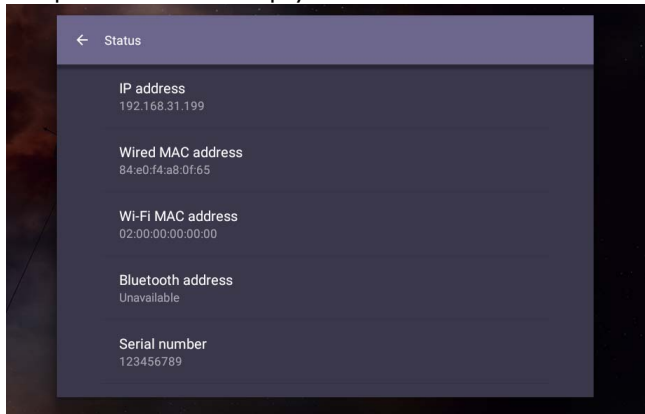 Status
IP address
192.168.31.199
Wired MAC address
84:e0:f4:a8:0f:65
Wi-Fi MAC address
02:00:00:00:00:00
Bluetooth address
Unavailable
Serial number
123456789